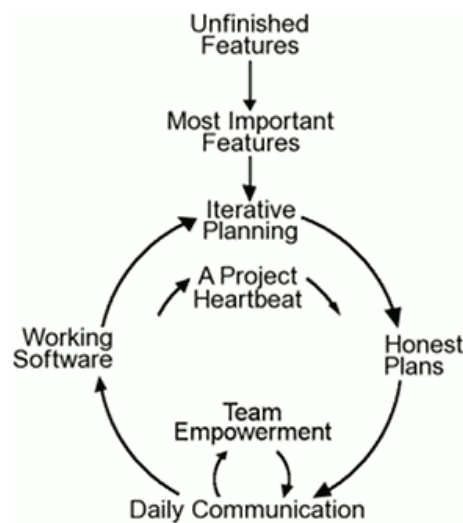 Unfinished
Features
Most Important
Features
Iterative
Planning
A Project
Heartbeat
Working
Software
Honest
Plans
Team
Empowerment
Daily Communication